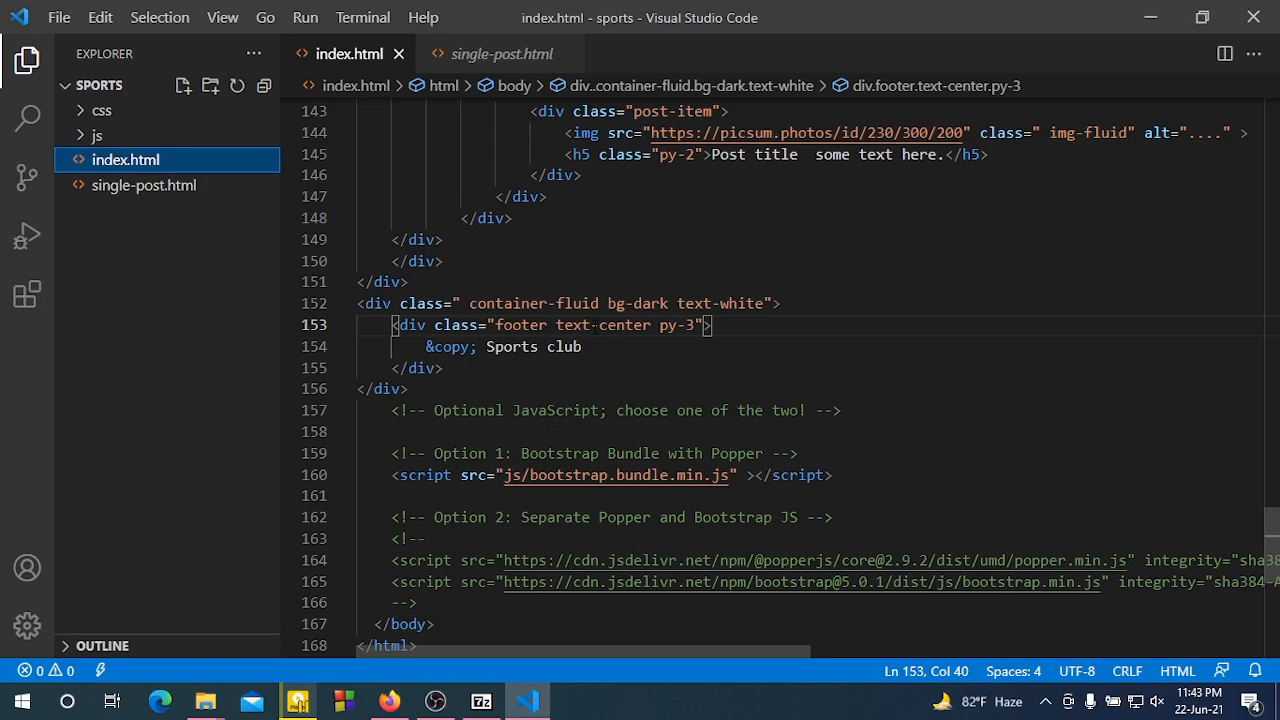 File Edit Selection View Go Run Terminal Help index.html - sports - Visual Studio Code
EXPLORER
index.html
single-post.html
SPORTS
index.html html body div..container-fluid.bg-dark.text-white div.footer.text-center.py-3
css
js
index.html
single-post.html
143 <div class="post-item">
144 <img src="https://picsum.photos/id/230/300/200" class=" img-fluid" alt="...." >
145 <h5 class="py-2">Post title  some text here.</h5>
146 </div>
147 </div>
148 </div>
149 </div>
150 </div>
151 </div>
152 <div class=" container-fluid bg-dark text-white">
153 <div class="footer text-center py-3">
154 &copy; Sports club
155 </div>
156 </div>
157 <!-- Optional JavaScript; choose one of the two! -->
158
159 <!-- Option 1: Bootstrap Bundle with Popper -->
160 <script src="js/bootstrap.bundle.min.js" ></script>
161
162 <!-- Option 2: Separate Popper and Bootstrap JS -->
163 <!--
164 <script src="https://cdn.jsdelivr.net/npm/@popperjs/core@2.9.2/dist/umd/popper.min.js" integrity="sha3
165 <script src="https://cdn.jsdelivr.net/npm/bootstrap@5.0.1/dist/js/bootstrap.min.js" integrity="sha384-A
166 -->
167 </body>
168 </html>
OUTLINE
0 0 Ln 153, Col 40 Spaces: 4 UTF-8 CRLF HTML
7z 82°F Haze 11:43 PM
22-Jun-21 4